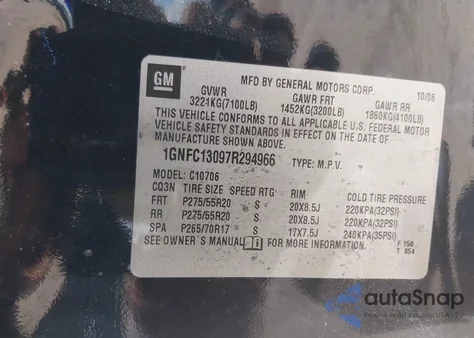 GM
MFD BY GENERAL MOTORS CORP. 10/06
GVWR GAWR FRT GAWR RR
3221KG(7100LB) 1452KG(3200LB) 1860KG(4100LB)
THIS VEHICLE CONFORMS TO ALL APPLICABLE U.S. FEDERAL MOTOR
VEHICLE SAFETY STANDARDS IN EFFECT ON THE DATE OF
MANUFACTURE SHOWN ABOVE.
1GNFC13097R294966 TYPE: M.P.V.
MODEL: C10706
CQ3N TIRE SIZE SPEED RTG RIM COLD TIRE PRESSURE
FRT P275/55R20 S 20X8.5J 220KPA(32PSI)
RR P275/55R20 S 20X8.5J 220KPA(32PSI)
SPA P265/70R17 S 17X7.5J 240KPA(35PSI)
SEE OWNER'S MANUAL FOR MORE INFORMATION. F 150
T 054
autoSnap